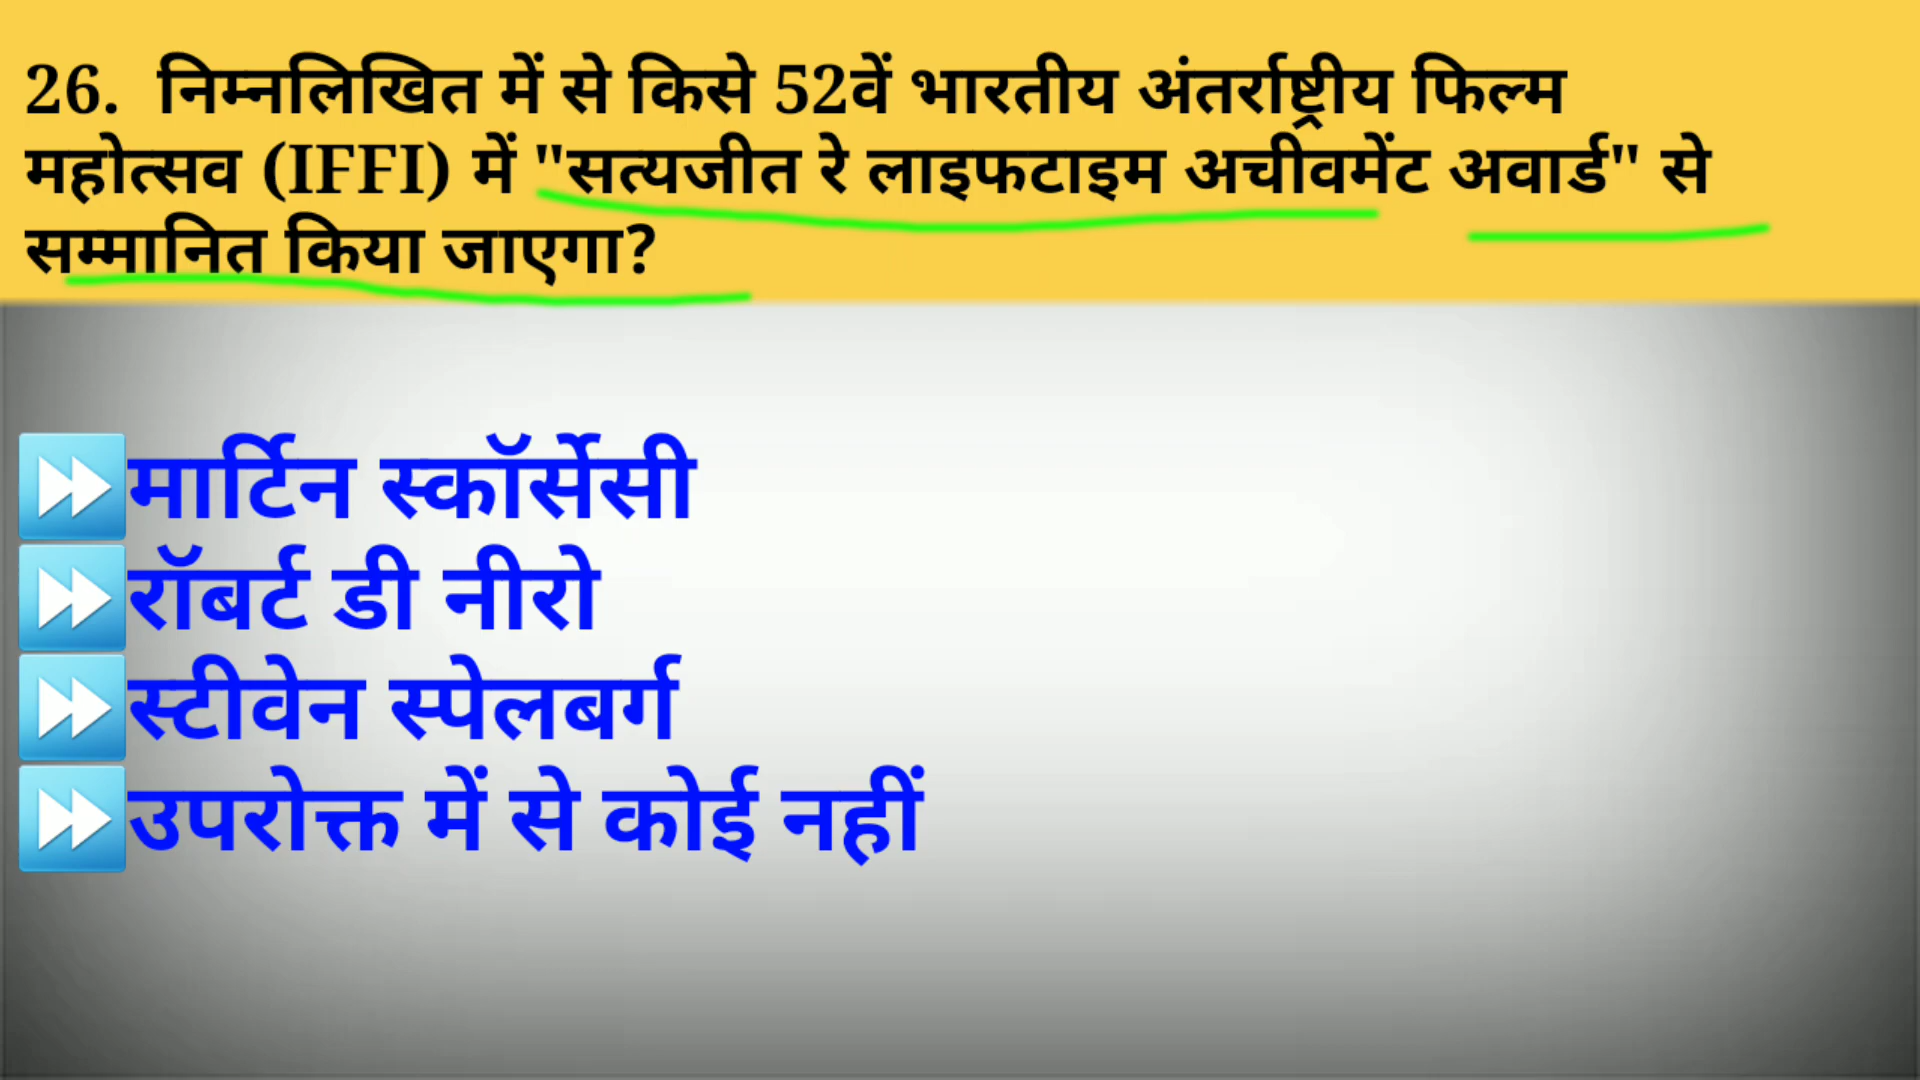 26. निम्नलिखित में से किसे 52वें भारतीय अंतर्राष्ट्रीय फिल्म
महोत्सव (IFFI) में "सत्यजीत रे लाइफटाइम अचीवमेंट अवार्ड" से
सम्मानित किया जाएगा?
⏩मार्टिन स्कॉर्सेसी
⏩रॉबर्ट डी नीरो
⏩स्टीवेन स्पेलबर्ग
⏩उपरोक्त में से कोई नहीं